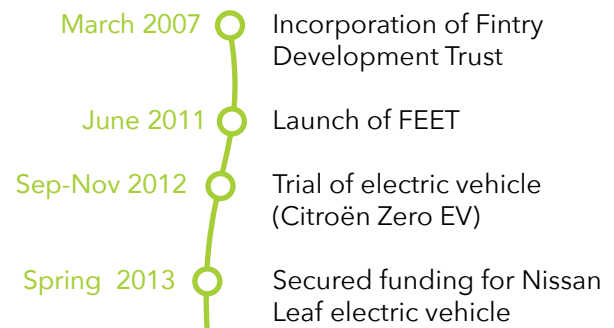 March 2007 Incorporation of Fintry
Development Trust
June 2011 Launch of FEET
Sep-Nov 2012 Trial of electric vehicle
(Citroën Zero EV)
Spring 2013 Secured funding for Nissan
Leaf electric vehicle